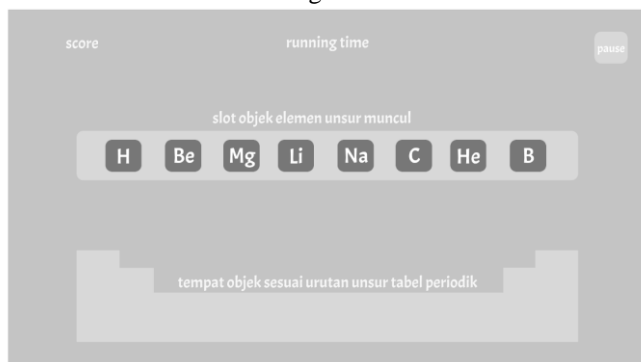 score
running time
pause
slot objek elemen unsur muncul
H Be Mg Li Na C He B
tempat objek sesuai urutan unsur tabel periodik